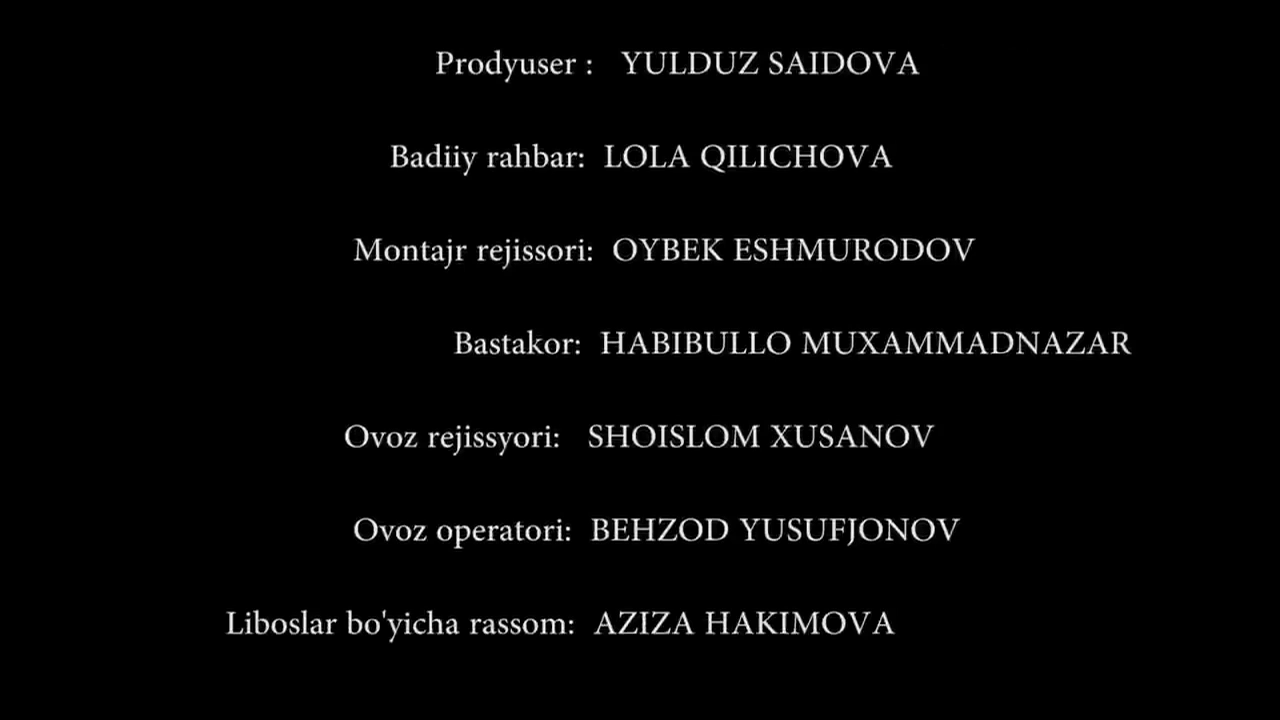 Prodyuser : YULDUZ SAIDOVA
Badiiy rahbar: LOLA QILICHOVA
Montajr rejissori: OYBEK ESHMURODOV
Bastakor: HABIBULLO MUXAMMADNAZAR
Ovoz rejissyori: SHOISLOM XUSANOV
Ovoz operatori: BEHZOD YUSUFJONOV
Liboslar bo'yicha rassom: AZIZA HAKIMOVA